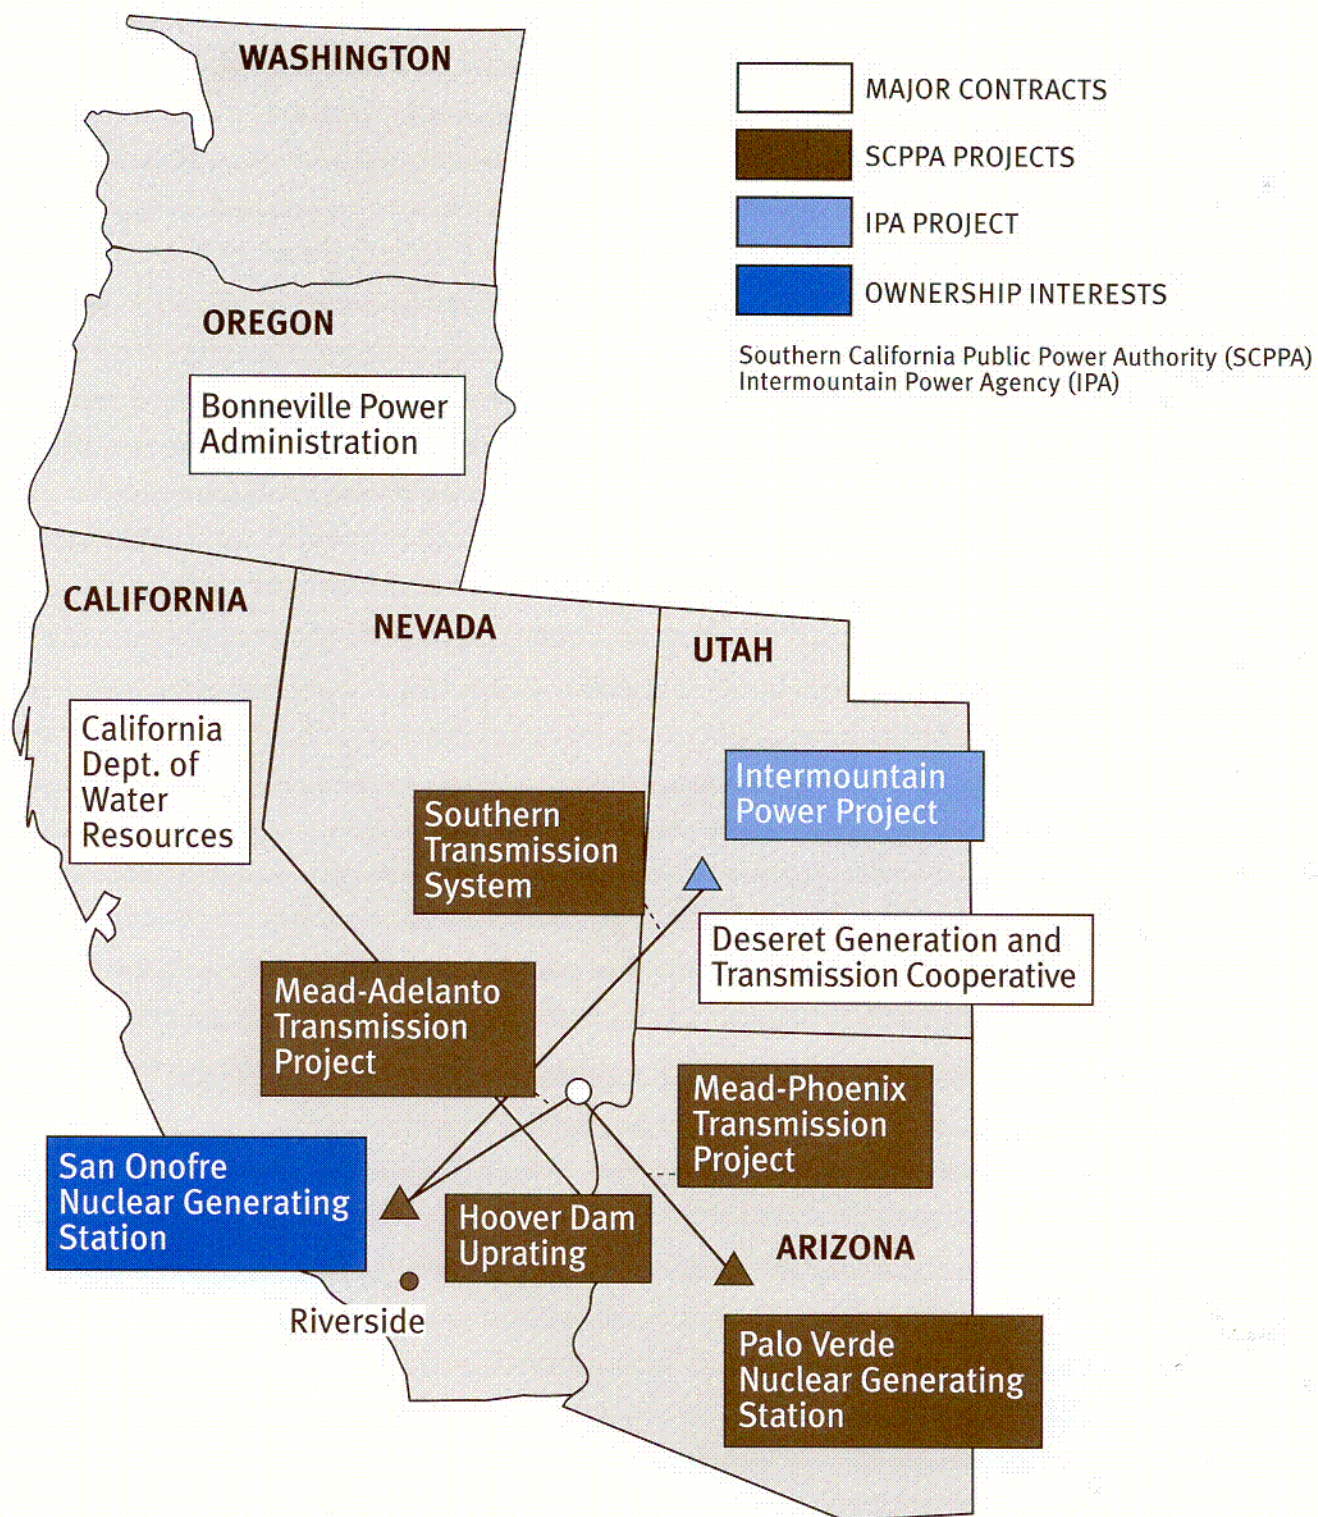 WASHINGTON
MAJOR CONTRACTS
SCPPA PROJECTS
IPA PROJECT
OWNERSHIP INTERESTS
Southern California Public Power Authority (SCPPA)
Intermountain Power Agency (IPA)
OREGON
Bonneville Power
Administration
CALIFORNIA
NEVADA
UTAH
California
Dept. of
Water
Resources
Southern
Transmission
System
Intermountain
Power Project
Deseret Generation and
Transmission Cooperative
Mead-Adelanto
Transmission
Project
Mead-Phoenix
Transmission
Project
San Onofre
Nuclear Generating
Station
Hoover Dam
Uprating
ARIZONA
Riverside
Palo Verde
Nuclear Generating
Station